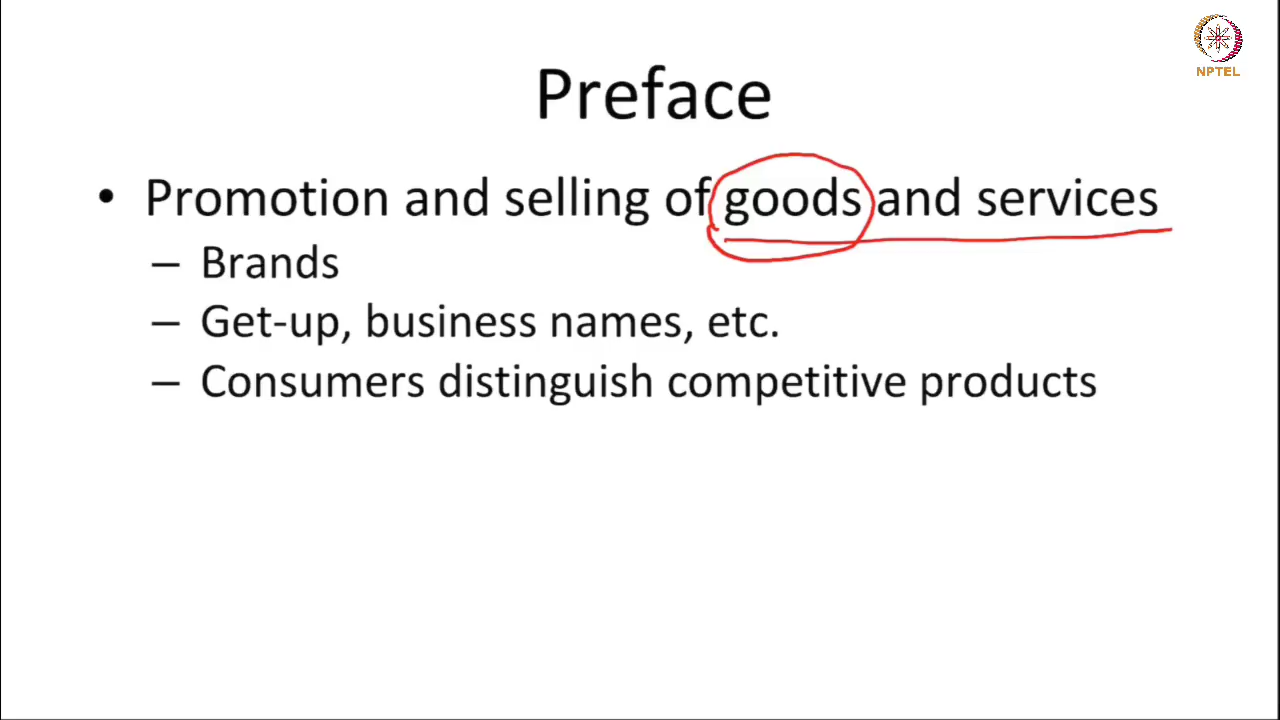 NPTEL
Preface
• Promotion and selling of goods and services
– Brands
– Get-up, business names, etc.
– Consumers distinguish competitive products